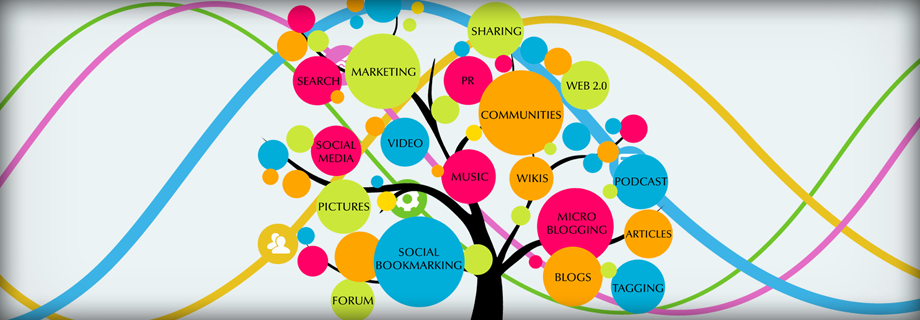 SHARING
MARKETING
SEARCH
PR
WEB 2.0
COMMUNITIES
VIDEO
SOCIAL
MEDIA
MUSIC
WIKIS
PODCAST
PICTURES
MICRO
BLOGGING
ARTICLES
SOCIAL
BOOKMARKING
BLOGS
TAGGING
FORUM